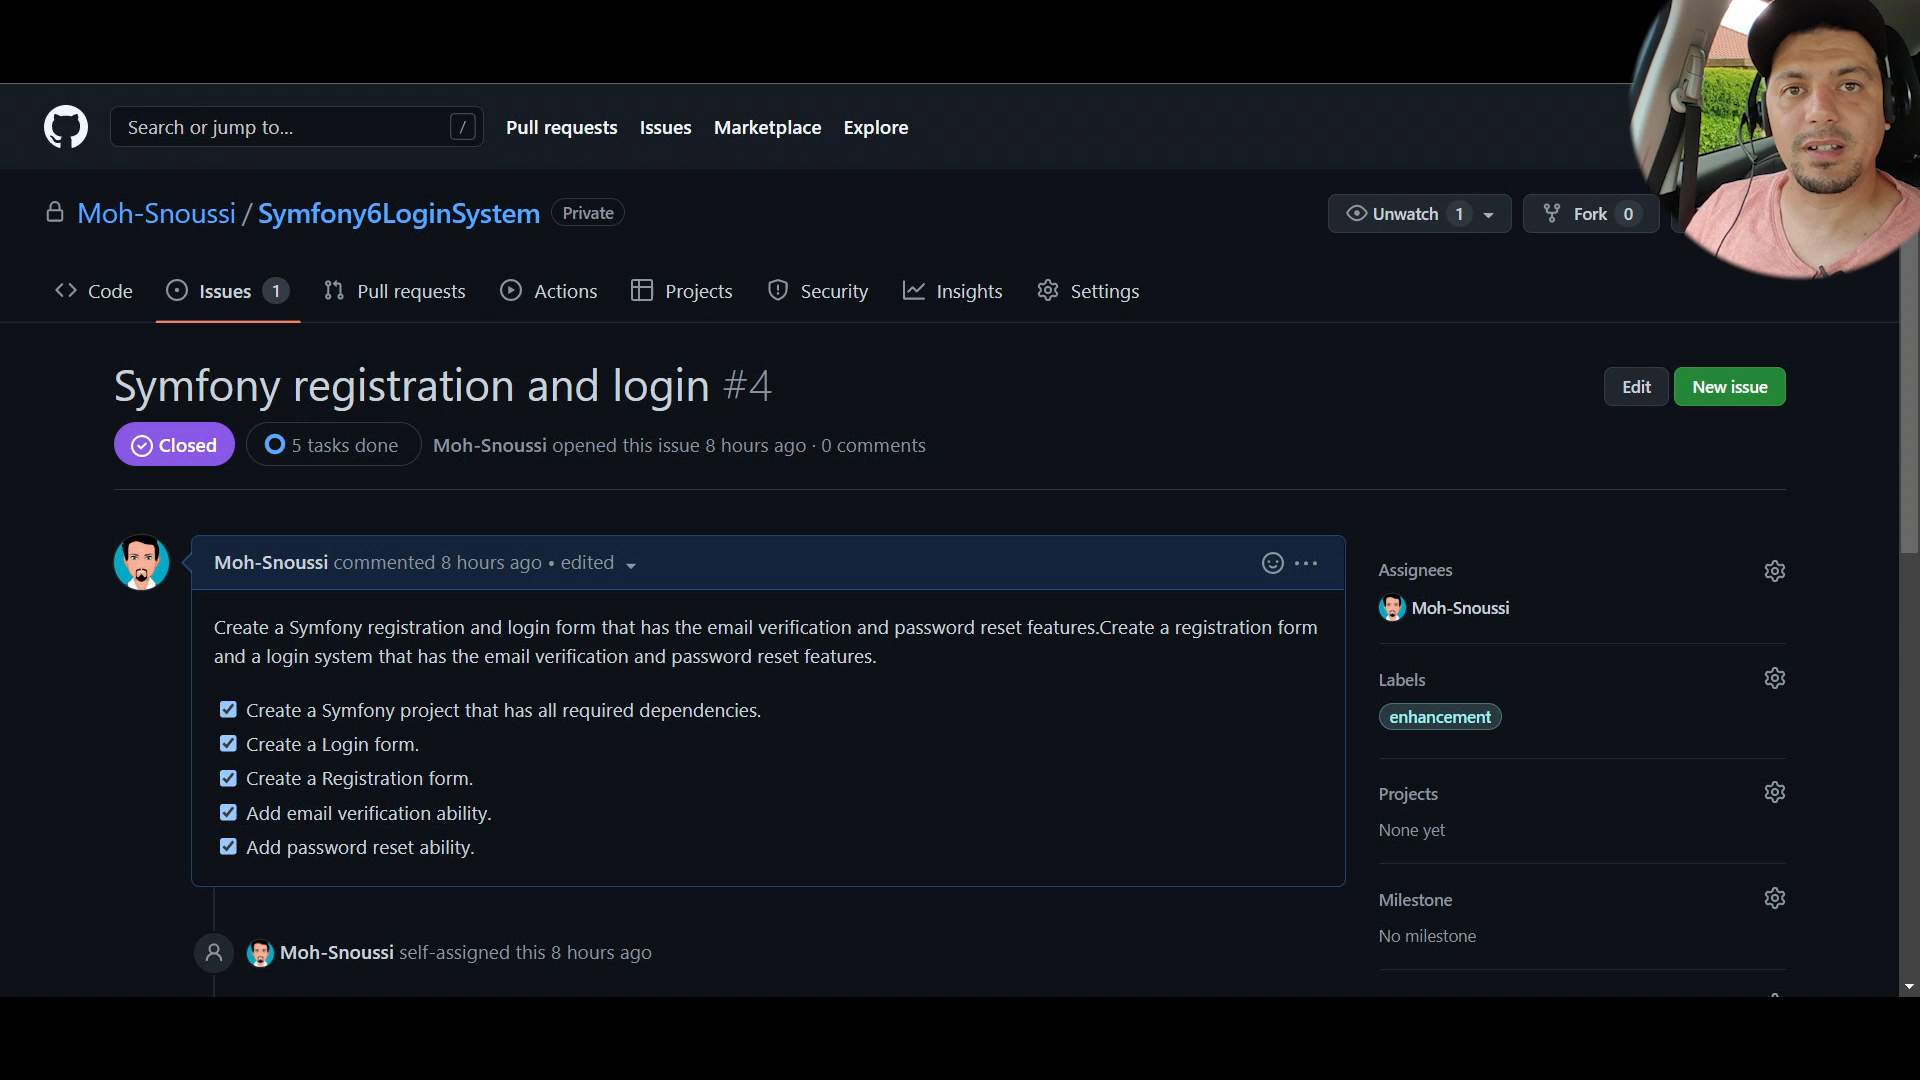 Search or jump to... /
Pull requests Issues Marketplace Explore
Moh-Snoussi / Symfony6LoginSystem Private
Unwatch 1 Fork 0
Code Issues 1 Pull requests Actions Projects Security Insights Settings
Symfony registration and login #4
Edit New issue
Closed 5 tasks done Moh-Snoussi opened this issue 8 hours ago · 0 comments
Moh-Snoussi commented 8 hours ago • edited
Create a Symfony registration and login form that has the email verification and password reset features.Create a registration form
and a login system that has the email verification and password reset features.
Create a Symfony project that has all required dependencies.
Create a Login form.
Create a Registration form.
Add email verification ability.
Add password reset ability.
Moh-Snoussi self-assigned this 8 hours ago
Assignees
Moh-Snoussi
Labels
enhancement
Projects
None yet
Milestone
No milestone